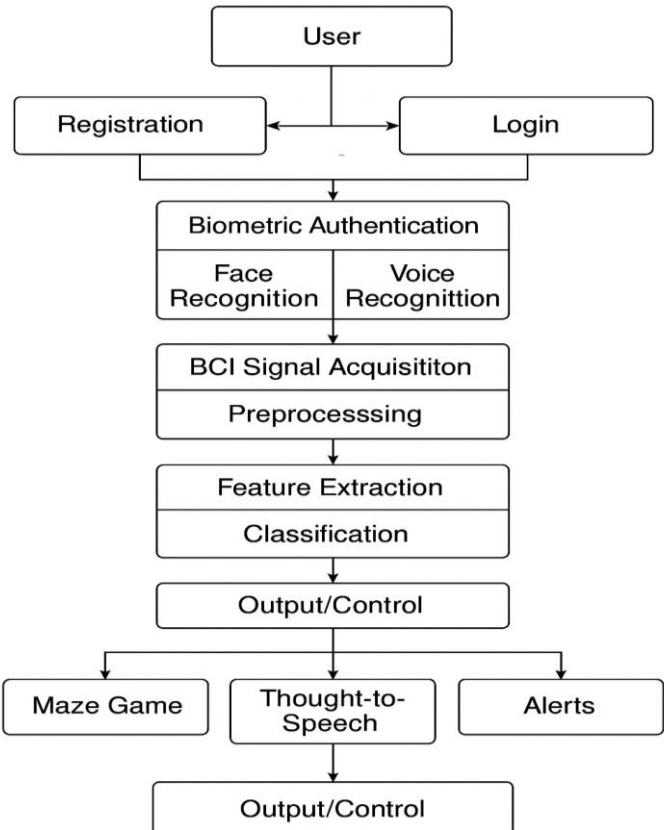 User
Registration
Login
Biometric Authentication
Face
Recognition
Voice
Recognittion
BCI Signal Acquisititon
Preprocesssing
Feature Extraction
Classification
Output/Control
Maze Game
Thought-to-
Speech
Alerts
Output/Control